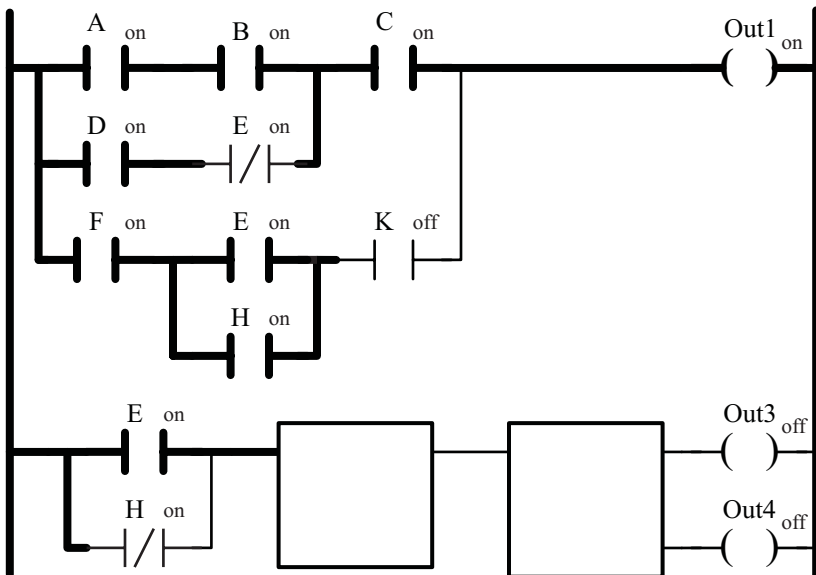 A on B on C on Out1 on
D on E on
F on E on K off
H on
E on Out3 off
H on Out4 off